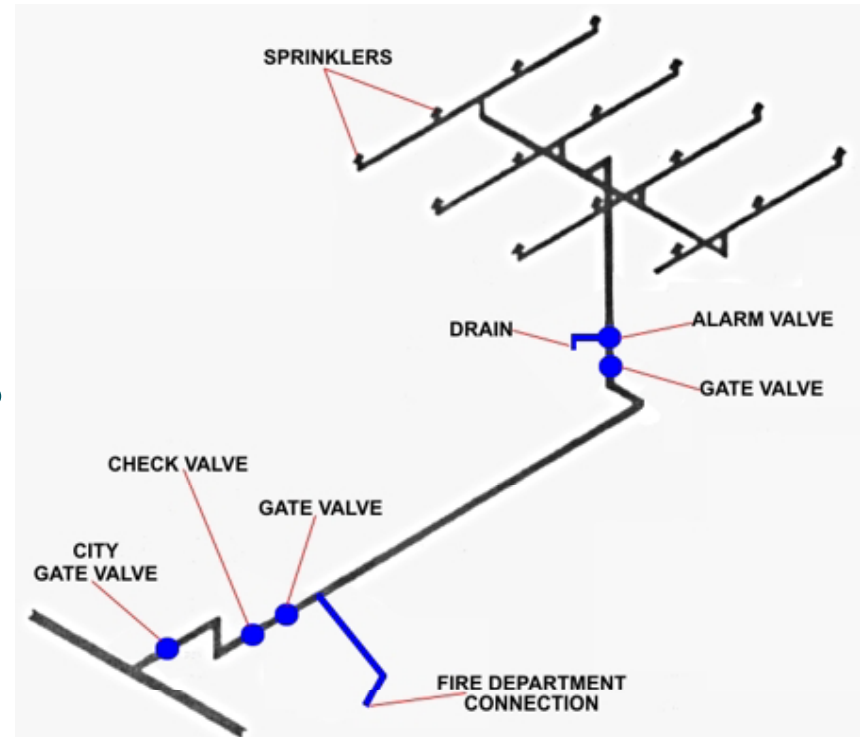 SPRINKLERS
DRAIN
ALARM VALVE
GATE VALVE
CHECK VALVE
GATE VALVE
CITY
GATE VALVE
FIRE DEPARTMENT
CONNECTION